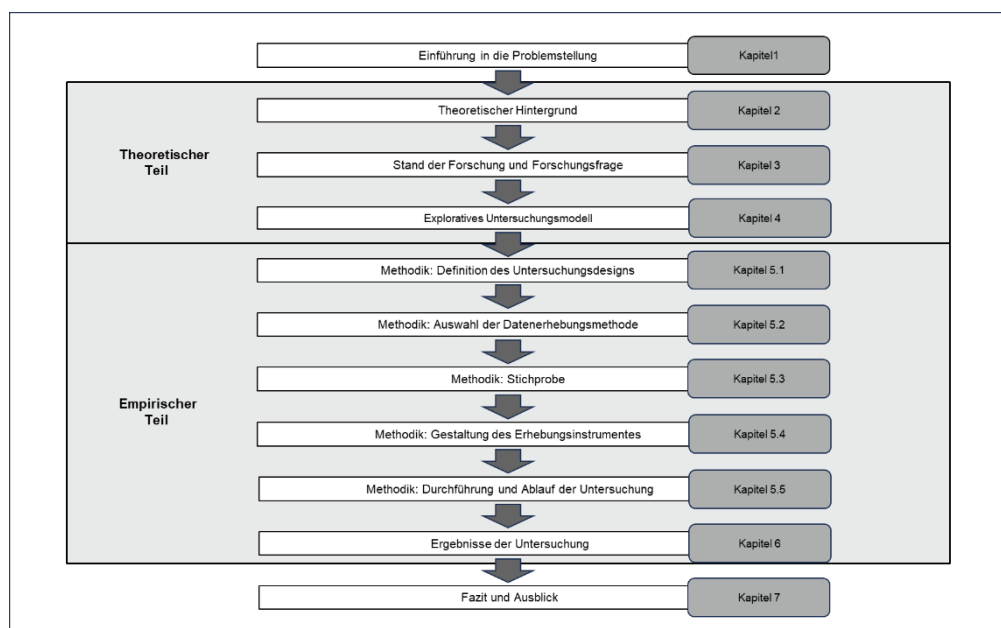 Einführung in die Problemstellung Kapitel1
Theoretischer Hintergrund Kapitel 2
Theoretischer
Teil
Stand der Forschung und Forschungsfrage Kapitel 3
Exploratives Untersuchungsmodell Kapitel 4
Methodik: Definition des Untersuchungsdesigns Kapitel 5.1
Methodik: Auswahl der Datenerhebungsmethode Kapitel 5.2
Methodik: Stichprobe Kapitel 5.3
Empirischer
Teil
Methodik: Gestaltung des Erhebungsinstrumentes Kapitel 5.4
Methodik: Durchführung und Ablauf der Untersuchung Kapitel 5.5
Ergebnisse der Untersuchung Kapitel 6
Fazit und Ausblick Kapitel 7